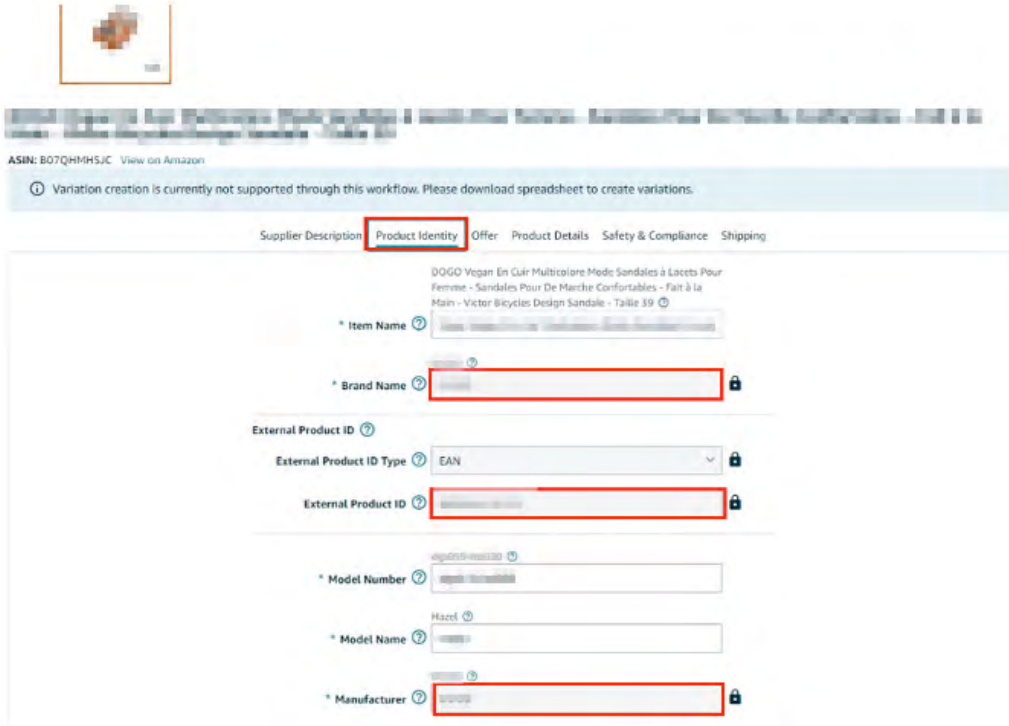 ASIN: B07QHMHSJC View on Amazon
Variation creation is currently not supported through this workflow. Please download spreadsheet to create variations.
Supplier Description Product Identity Offer Product Details Safety & Compliance Shipping
DOGO Vegan En Cuir Multicolore Mode Sandales à Lacets Pour
Femme - Sandales Pour De Marche Confortables - Fait à la
Main - Victor Bicycles Design Sandale - Taille 39
* Item Name
* Brand Name
External Product ID
External Product ID Type EAN
External Product ID
* Model Number
Hazel
* Model Name
* Manufacturer